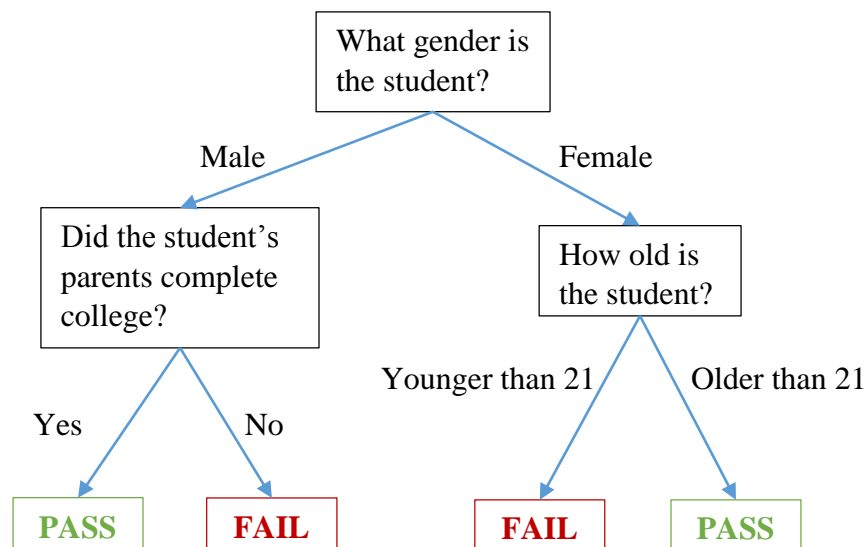 What gender is
the student?
Male
Female
Did the student’s
parents complete
college?
How old is
the student?
Younger than 21
Older than 21
Yes
No
PASS
FAIL
FAIL
PASS